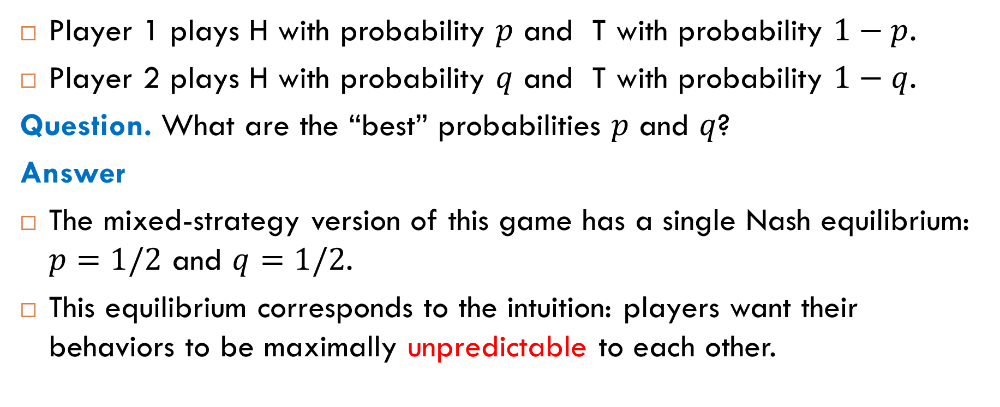 □ Player 1 plays H with probability p and T with probability 1 − p.
□ Player 2 plays H with probability q and T with probability 1 − q.
Question. What are the “best” probabilities p and q?
Answer
□ The mixed-strategy version of this game has a single Nash equilibrium:
p = 1/2 and q = 1/2.
□ This equilibrium corresponds to the intuition: players want their
behaviors to be maximally unpredictable to each other.